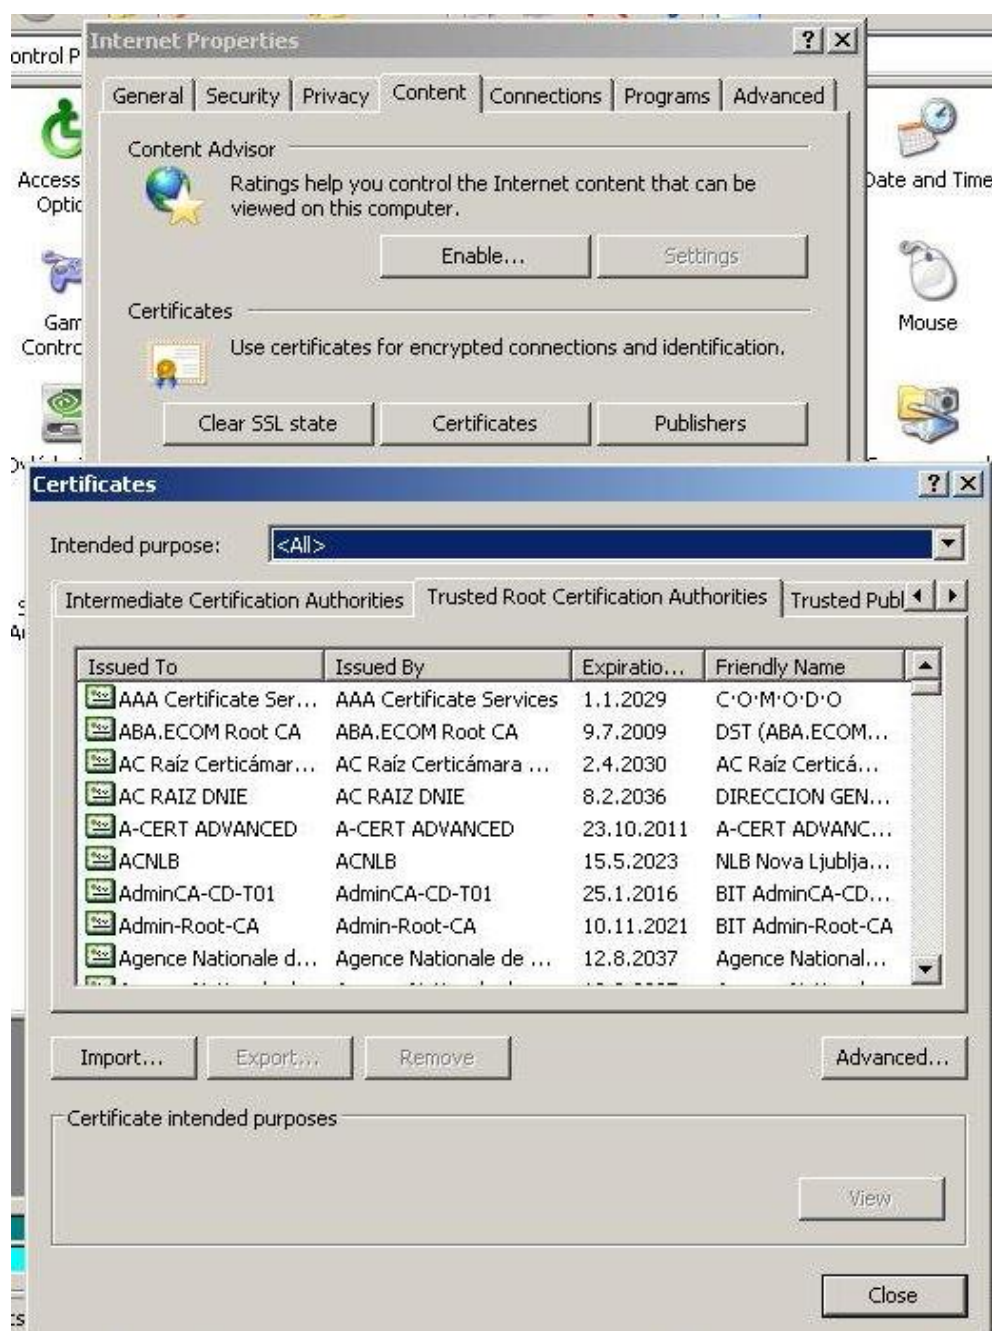 ontrol P
Internet Properties
General Security Privacy Content Connections Programs Advanced
Content Advisor
Ratings help you control the Internet content that can be
viewed on this computer.
Enable... Settings
Certificates
Use certificates for encrypted connections and identification.
Clear SSL state Certificates Publishers
Access
Optio
Gam
Contro
Date and Time
Mouse
Certificates
Intended purpose: <All>
Intermediate Certification Authorities Trusted Root Certification Authorities Trusted Publ
Issued To Issued By Expiratio... Friendly Name
AAA Certificate Ser... AAA Certificate Services 1.1.2029 C·O·M·O·D·O
ABA.ECOM Root CA ABA.ECOM Root CA 9.7.2009 DST (ABA.ECOM...
AC Raíz Certicámar... AC Raíz Certicámara ... 2.4.2030 AC Raíz Certicá...
AC RAIZ DNIE AC RAIZ DNIE 8.2.2036 DIRECCION GEN...
A-CERT ADVANCED A-CERT ADVANCED 23.10.2011 A-CERT ADVANC...
ACNLB ACNLB 15.5.2023 NLB Nova Ljublja...
AdminCA-CD-T01 AdminCA-CD-T01 25.1.2016 BIT AdminCA-CD...
Admin-Root-CA Admin-Root-CA 10.11.2021 BIT Admin-Root-CA
Agence Nationale d... Agence Nationale de ... 12.8.2037 Agence National...
Import... Export... Remove Advanced...
Certificate intended purposes
View
Close